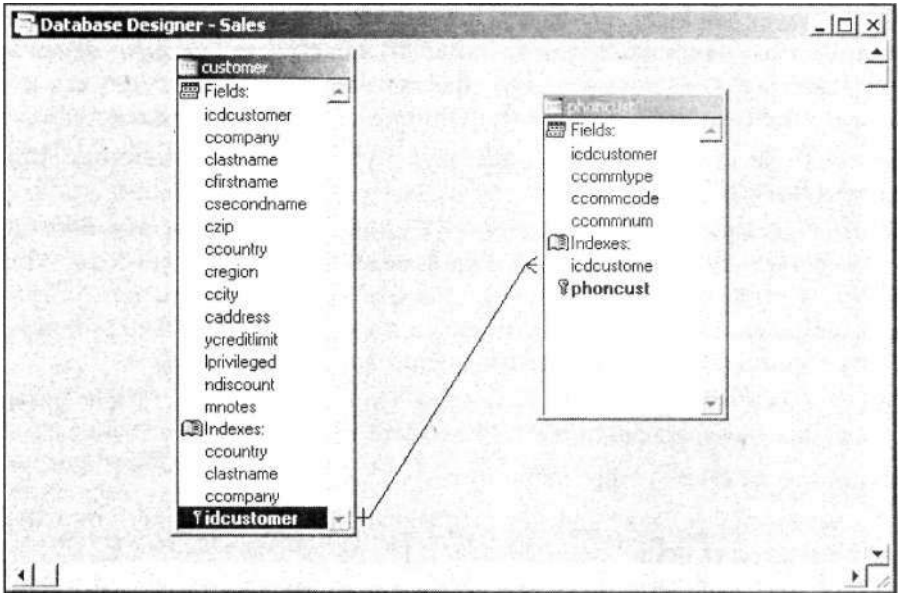 Database Designer - Sales
customer
Fields:
icdcustomer
ccompany
clastname
cfirstname
csecondname
czip
ccountry
cregion
ccity
caddress
ycreditlimit
lprivileged
ndiscount
mnotes
Indexes:
ccountry
clastname
ccompany
idcustomer
phoncust
Fields:
icdcustomer
ccommtype
ccommcode
ccommnum
Indexes:
icdcustome
phoncust